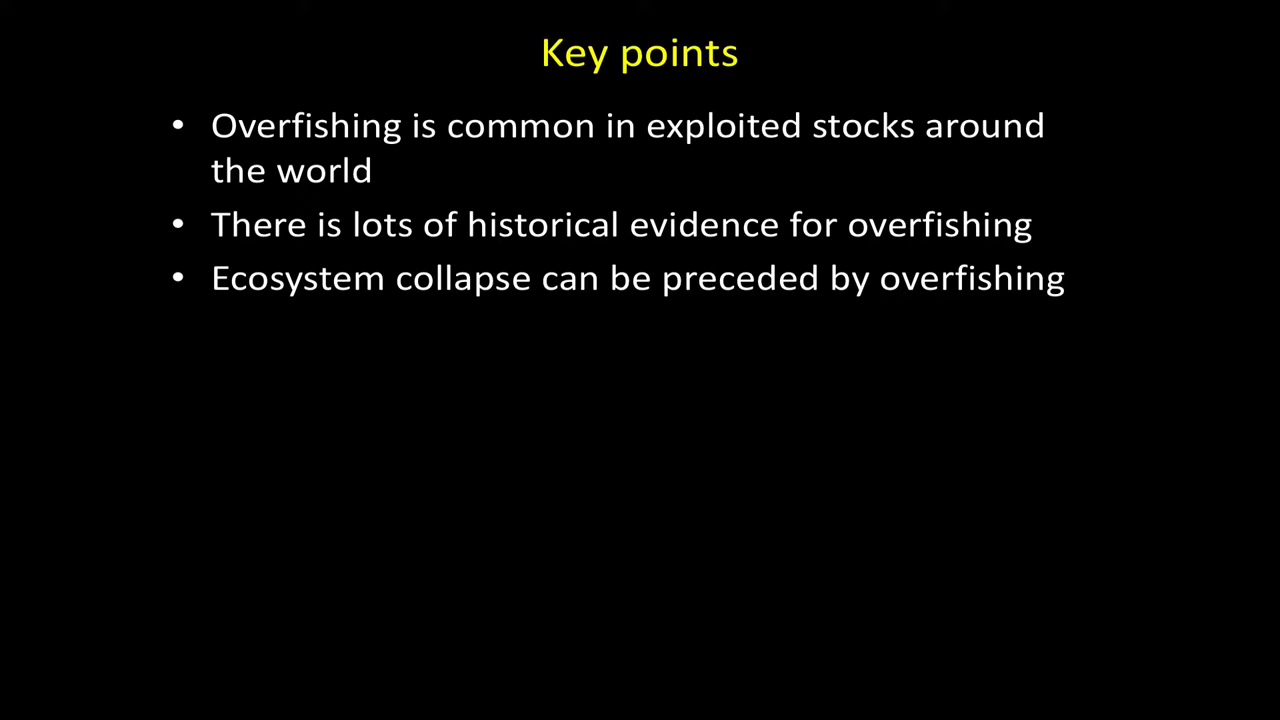 Key points
• Overfishing is common in exploited stocks around
the world
• There is lots of historical evidence for overfishing
• Ecosystem collapse can be preceded by overfishing